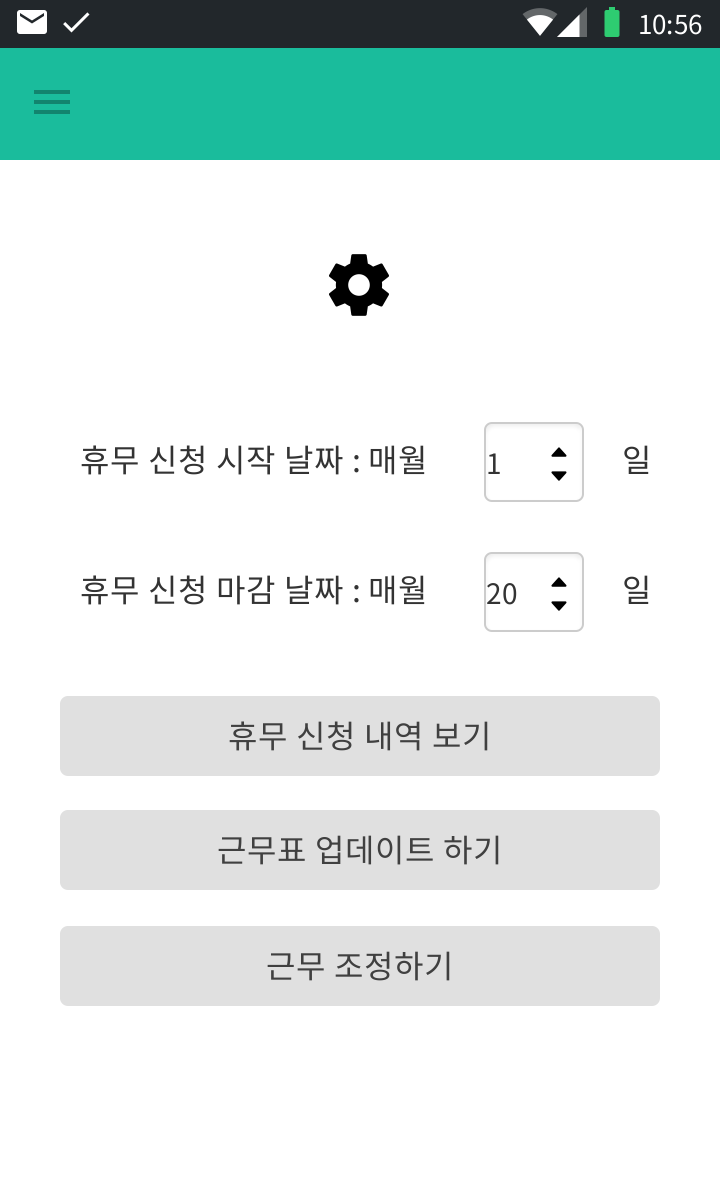 10:56
휴무 신청 시작 날짜 : 매월 1 일
휴무 신청 마감 날짜 : 매월 20 일
휴무 신청 내역 보기
근무표 업데이트 하기
근무 조정하기